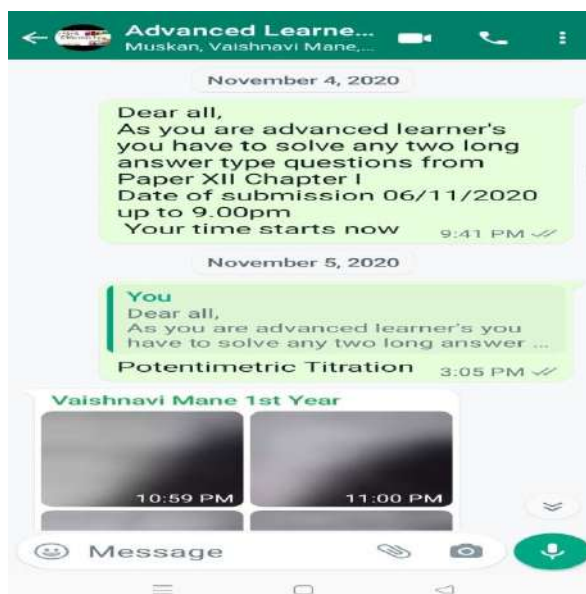 Advanced Learne...
Muskan, Vaishnavi Mane,...
November 4, 2020
Dear all,
As you are advanced learner's
you have to solve any two long
answer type questions from
Paper XII Chapter I
Date of submission 06/11/2020
up to 9.00pm
Your time starts now 9:41 PM
November 5, 2020
You
Dear all,
As you are advanced learner's you
have to solve any two long answer ...
Potentimetric Titration 3:05 PM
Vaishnavi Mane 1st Year
10:59 PM 11:00 PM
Message